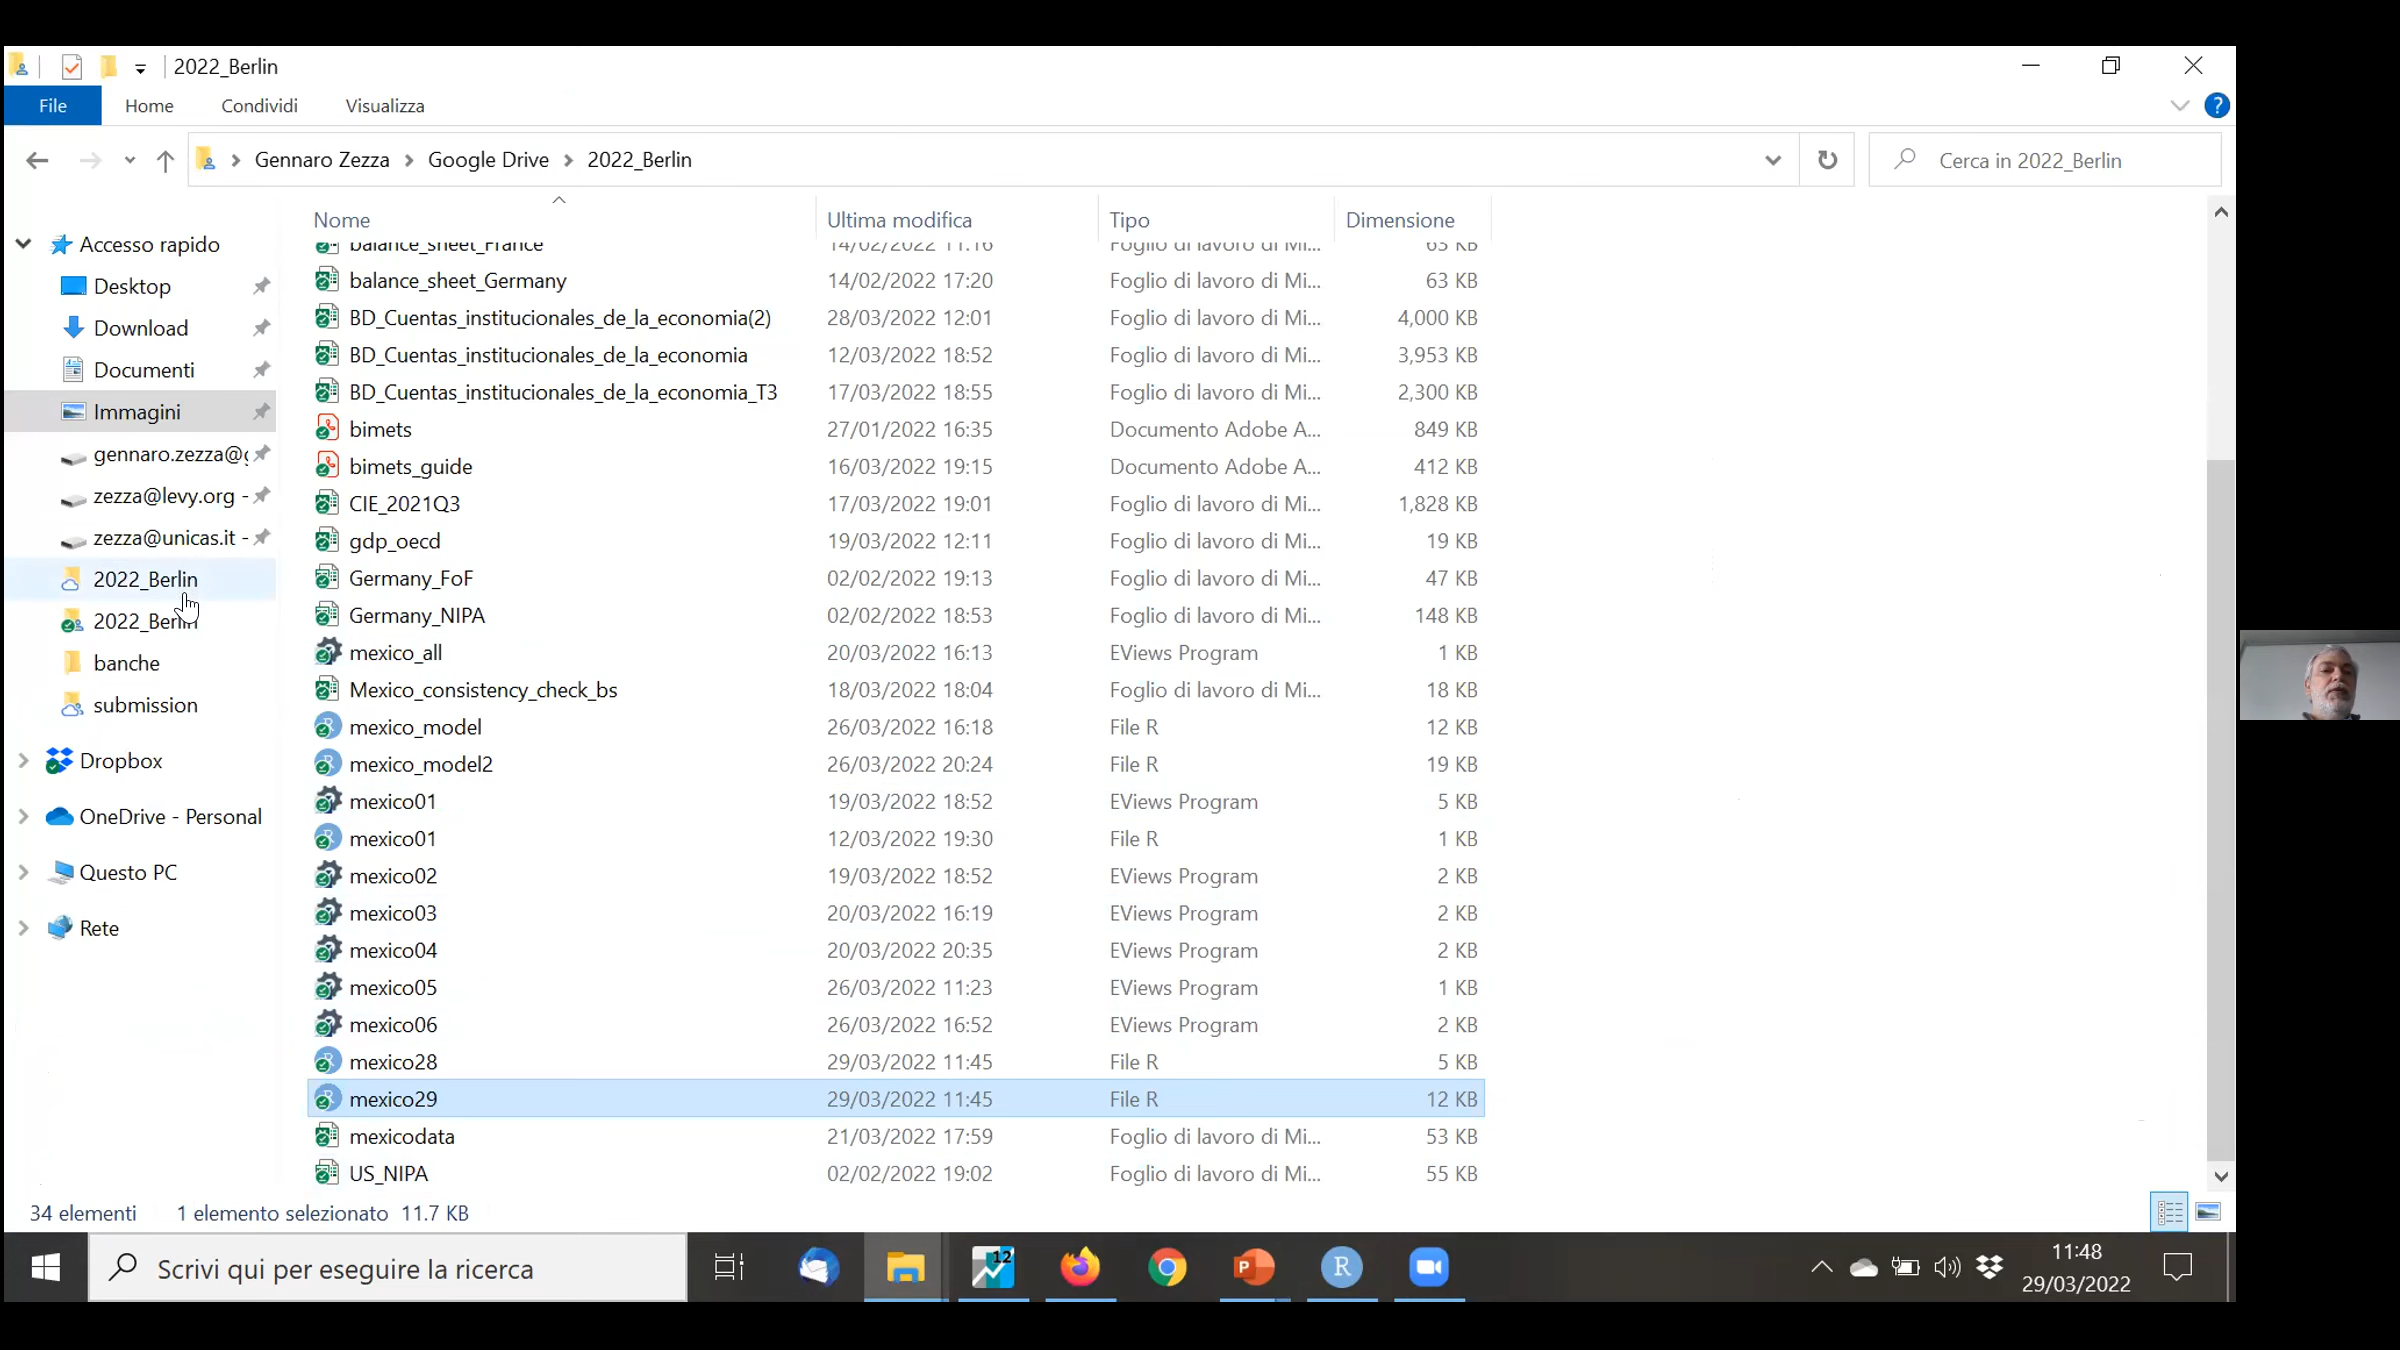 2022_Berlin
File Home Condividi Visualizza
Gennaro Zezza Google Drive 2022_Berlin
Cerca in 2022_Berlin
Nome Ultima modifica Tipo Dimensione
balance_sheet_France 14/02/2022 11:16 Foglio di lavoro di Mi... 63 KB
balance_sheet_Germany 14/02/2022 17:20 Foglio di lavoro di Mi... 63 KB
BD_Cuentas_institucionales_de_la_economia(2) 28/03/2022 12:01 Foglio di lavoro di Mi... 4,000 KB
BD_Cuentas_institucionales_de_la_economia 12/03/2022 18:52 Foglio di lavoro di Mi... 3,953 KB
BD_Cuentas_institucionales_de_la_economia_T3 17/03/2022 18:55 Foglio di lavoro di Mi... 2,300 KB
bimets 27/01/2022 16:35 Documento Adobe A... 849 KB
bimets_guide 16/03/2022 19:15 Documento Adobe A... 412 KB
CIE_2021Q3 17/03/2022 19:01 Foglio di lavoro di Mi... 1,828 KB
gdp_oecd 19/03/2022 12:11 Foglio di lavoro di Mi... 19 KB
Germany_FoF 02/02/2022 19:13 Foglio di lavoro di Mi... 47 KB
Germany_NIPA 02/02/2022 18:53 Foglio di lavoro di Mi... 148 KB
mexico_all 20/03/2022 16:13 EViews Program 1 KB
Mexico_consistency_check_bs 18/03/2022 18:04 Foglio di lavoro di Mi... 18 KB
mexico_model 26/03/2022 16:18 File R 12 KB
mexico_model2 26/03/2022 20:24 File R 19 KB
mexico01 19/03/2022 18:52 EViews Program 5 KB
mexico01 12/03/2022 19:30 File R 1 KB
mexico02 19/03/2022 18:52 EViews Program 2 KB
mexico03 20/03/2022 16:19 EViews Program 2 KB
mexico04 20/03/2022 20:35 EViews Program 2 KB
mexico05 26/03/2022 11:23 EViews Program 1 KB
mexico06 26/03/2022 16:52 EViews Program 2 KB
mexico28 29/03/2022 11:45 File R 5 KB
mexico29 29/03/2022 11:45 File R 12 KB
mexicodata 21/03/2022 17:59 Foglio di lavoro di Mi... 53 KB
US_NIPA 02/02/2022 19:02 Foglio di lavoro di Mi... 55 KB
Accesso rapido
Desktop
Download
Documenti
Immagini
gennaro.zezza@g
zezza@levy.org -
zezza@unicas.it -
2022_Berlin
2022_Berlin
banche
submission
Dropbox
OneDrive - Personal
Questo PC
Rete
34 elementi 1 elemento selezionato 11.7 KB
Scrivi qui per eseguire la ricerca
12
11:48
29/03/2022